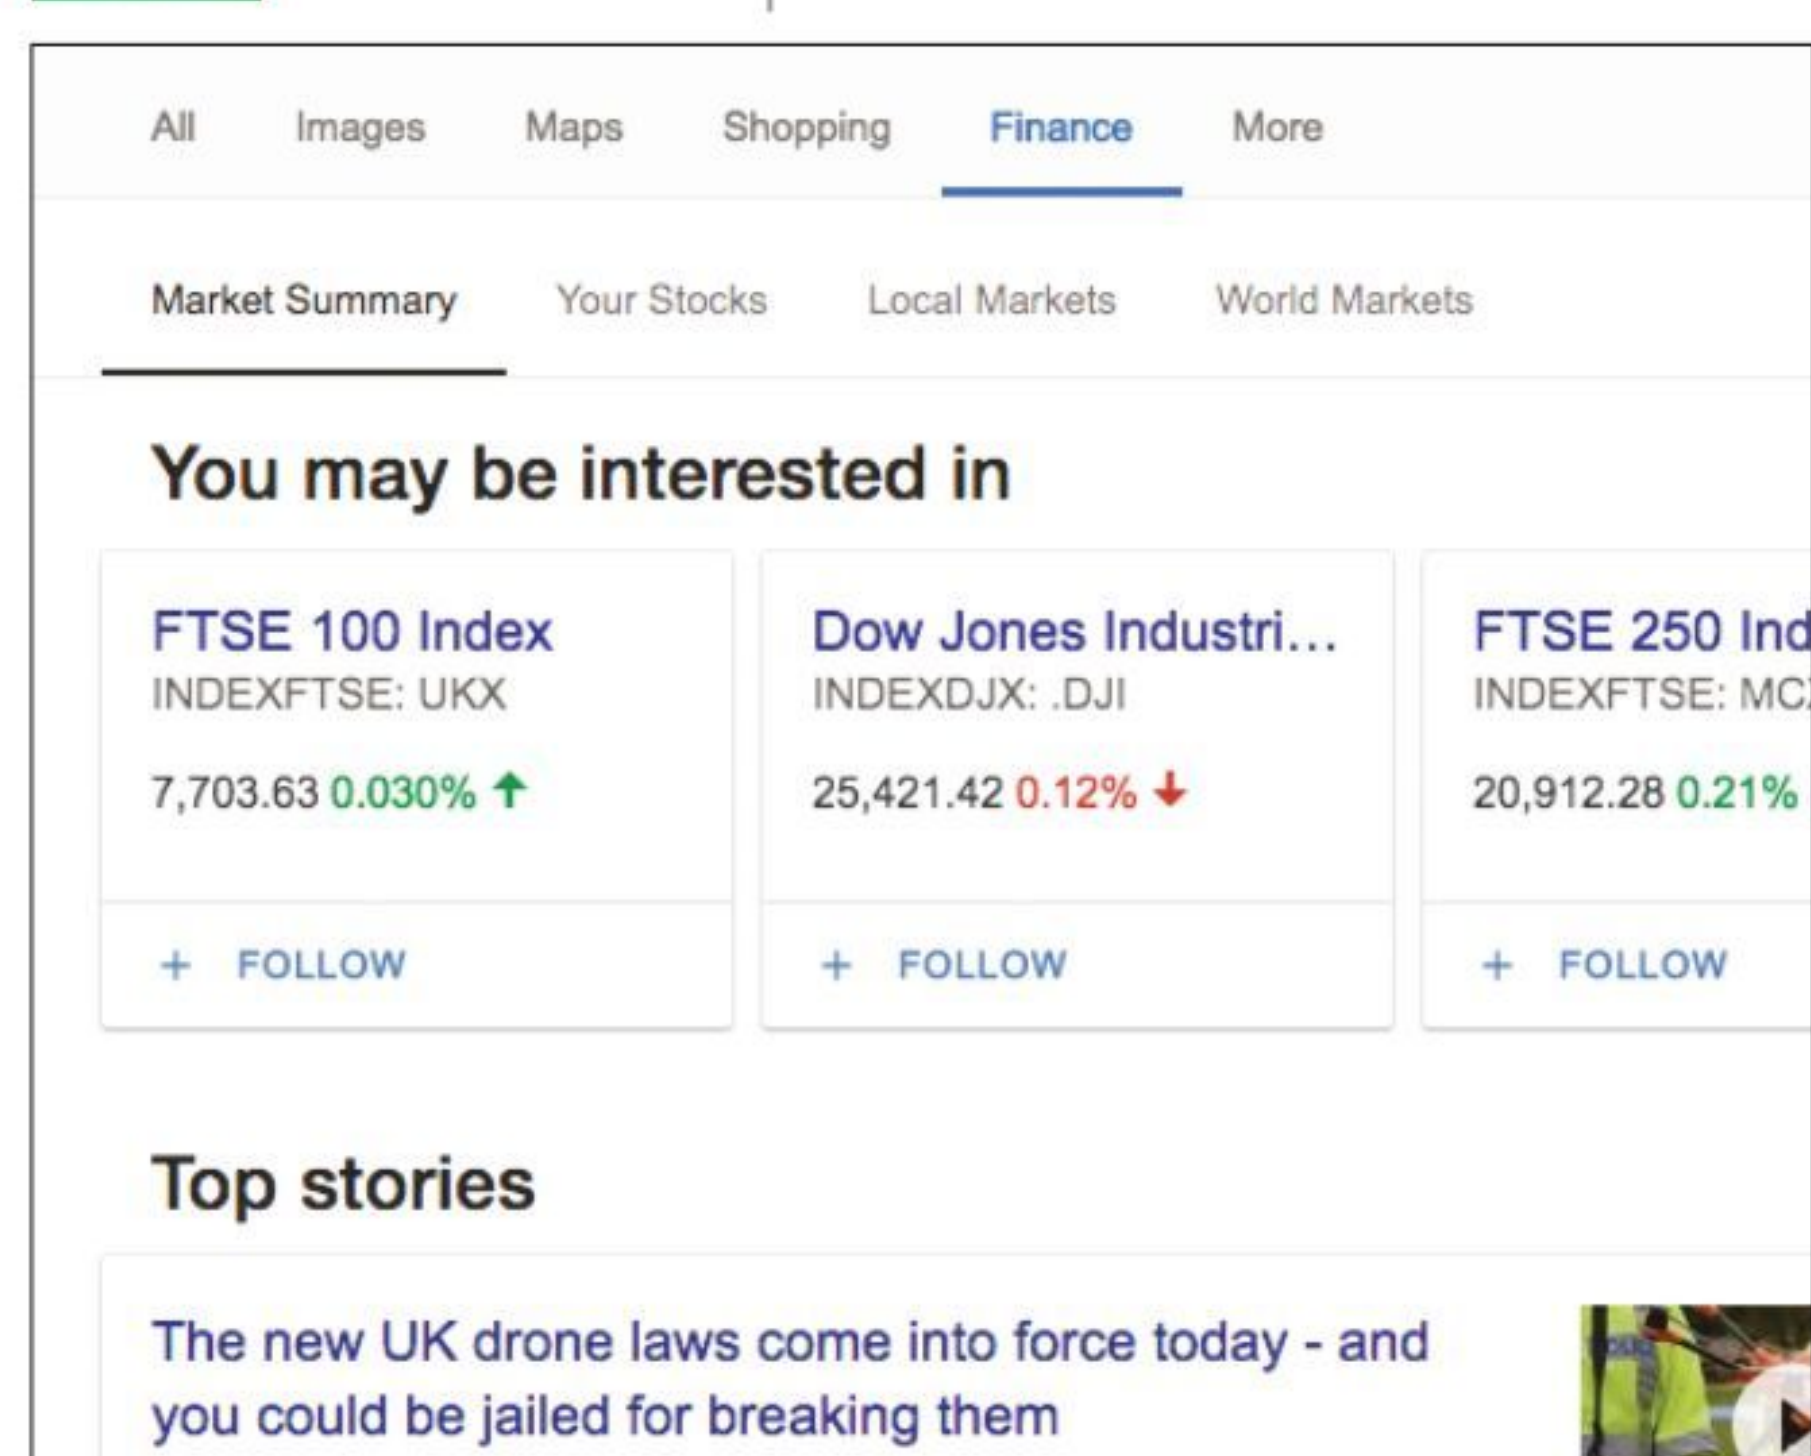 All Images Maps Shopping Finance More
Market Summary Your Stocks Local Markets World Markets
You may be interested in
FTSE 100 Index
INDEXFTSE: UKX
7,703.63 0.030%
+ FOLLOW
Dow Jones Industri...
INDEXDJX: .DJI
25,421.42 0.12%
+ FOLLOW
FTSE 250
INDEXFTSE:
20,912.28 0.21%
+ FOLLOW
Top stories
The new UK drone laws come into force today - and
you could be jailed for breaking them